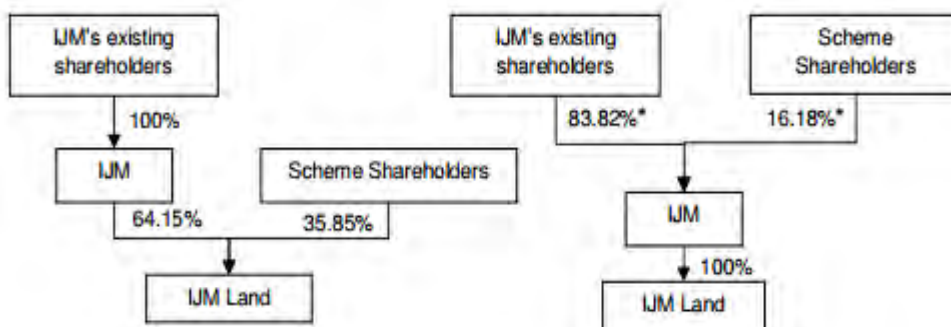 IJM's existing
shareholders
100%
IJM
Scheme Shareholders
64.15%
35.85%
IJM Land
IJM's existing
shareholders
Scheme
Shareholders
83.82%*
16.18%*
IJM
100%
IJM Land